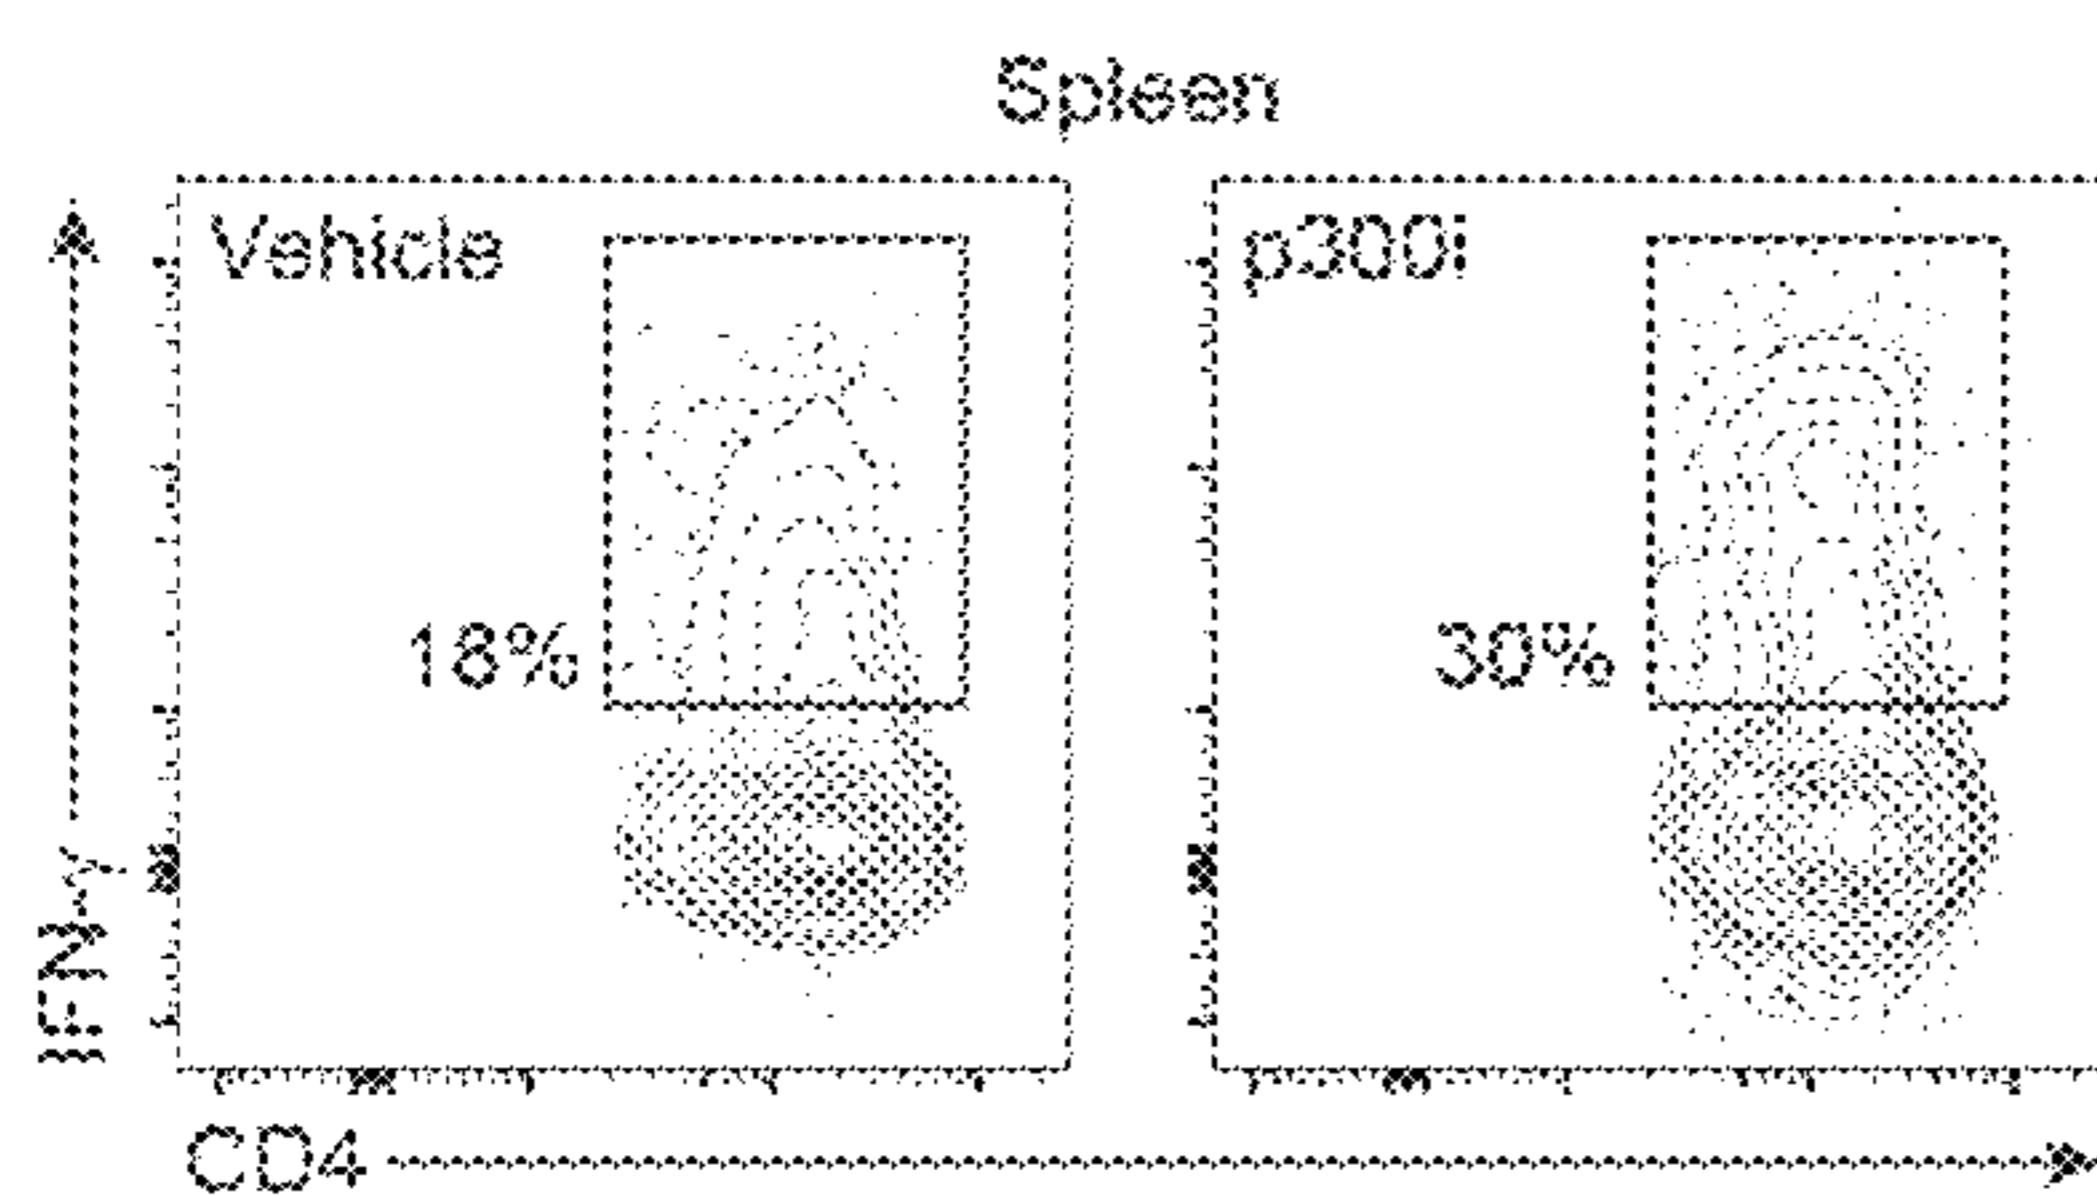 Spleen
Vehicle
p300i
18%
30%
IFN-γ
CD4